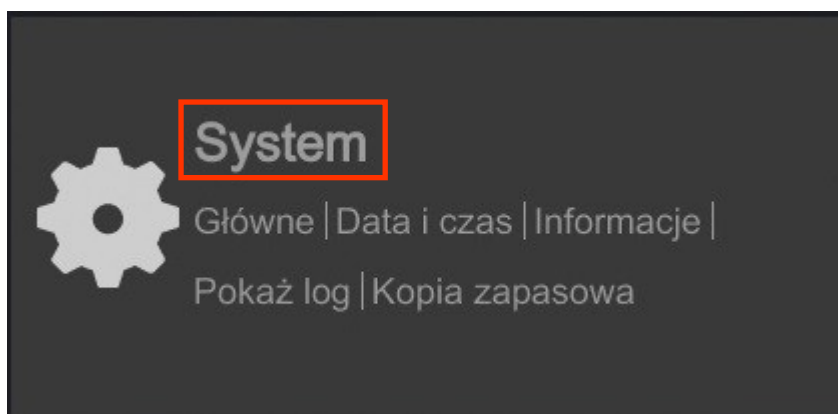 System
Główne | Data i czas | Informacje |
Pokaż log | Kopia zapasowa